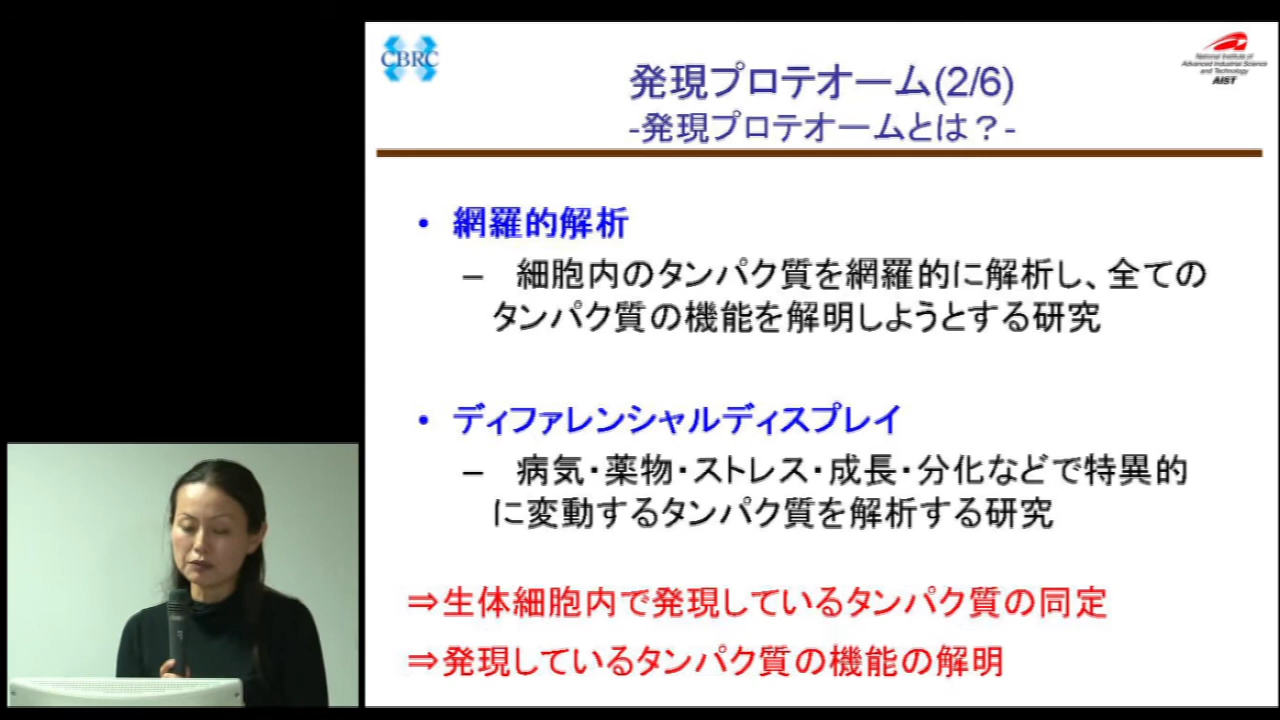 CBRC
National Institute of
Advanced Industrial Science
and Technology
AIST
発現プロテオーム(2/6)
-発現プロテオームとは？-
• 網羅的解析
– 細胞内のタンパク質を網羅的に解析し、全ての
タンパク質の機能を解明しようとする研究
• ディファレンシャルディスプレイ
– 病気・薬物・ストレス・成長・分化などで特異的
に変動するタンパク質を解析する研究
⇒生体細胞内で発現しているタンパク質の同定
⇒発現しているタンパク質の機能の解明